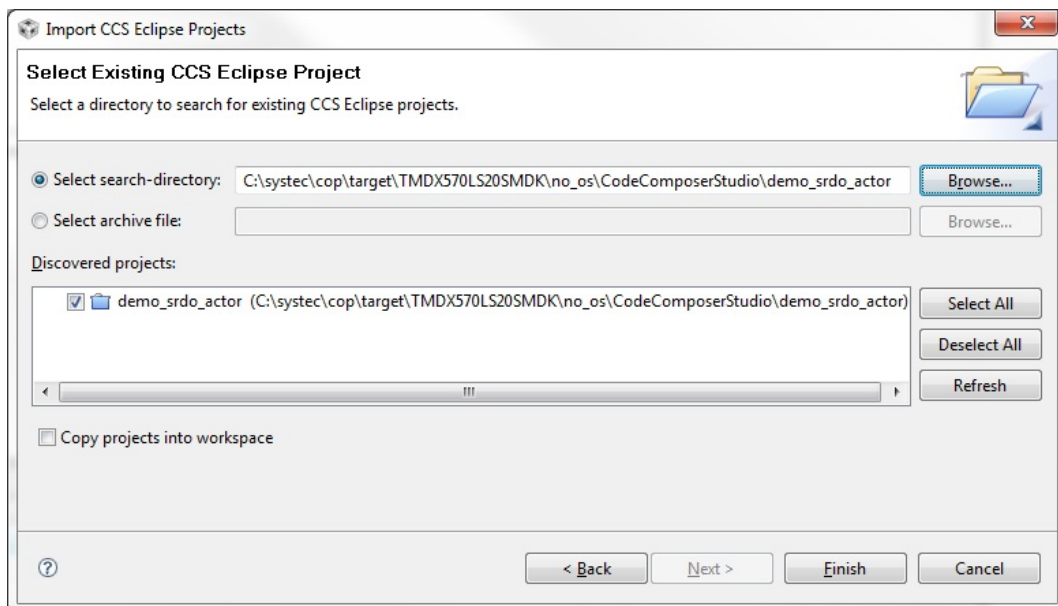 Import CCS Eclipse Projects
Select Existing CCS Eclipse Project
Select a directory to search for existing CCS Eclipse projects.
Select search-directory: C:\systec\cop\target\TMDX570LS20SMDK\no_os\CodeComposerStudio\demo_srdo_actor Browse...
Select archive file: Browse...
Discovered projects:
demo_srdo_actor (C:\systec\cop\target\TMDX570LS20SMDK\no_os\CodeComposerStudio\demo_srdo_actor) Select All
Deselect All
Refresh
Copy projects into workspace
< Back Next > Finish Cancel